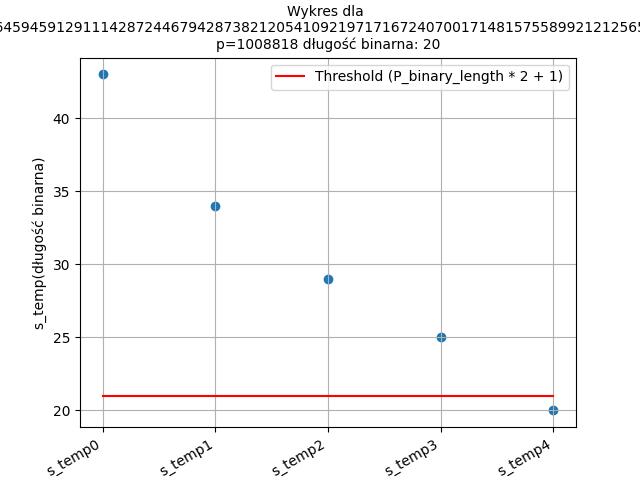 Wykres dla
54594591291114287244679428738212054109219717167240700171481575589921212565
p=1008818 długość binarna: 20
Threshold (P_binary_length * 2 + 1)
s_temp(długość binarna)
40
35
30
25
20
s_temp0
s_temp1
s_temp2
s_temp3
s_temp4